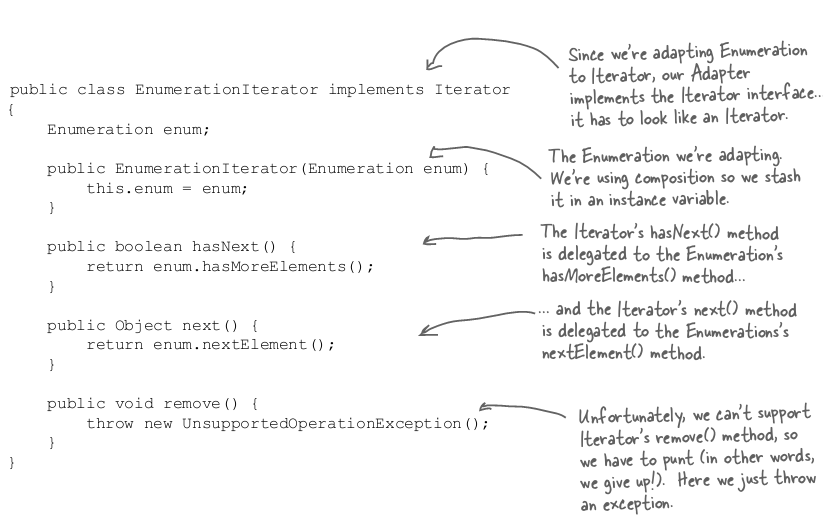 public class EnumerationIterator implements Iterator
{
Enumeration enum;
public EnumerationIterator(Enumeration enum) {
this.enum = enum;
}
public boolean hasNext() {
return enum.hasMoreElements();
}
public Object next() {
return enum.nextElement();
}
public void remove() {
throw new UnsupportedOperationException();
}
}
Since we're adapting Enumeration
to Iterator, our Adapter
implements the Iterator interface..
it has to look like an Iterator.
The Enumeration we're adapting.
We're using composition so we stash
it in an instance variable.
The Iterator's hasNext() method
is delegated to the Enumeration's
hasMoreElements() method...
... and the Iterator's next() method
is delegated to the Enumerations's
nextElement() method.
Unfortunately, we can't support
Iterator's remove() method, so
we have to punt (in other words,
we give up!). Here we just throw
an exception.